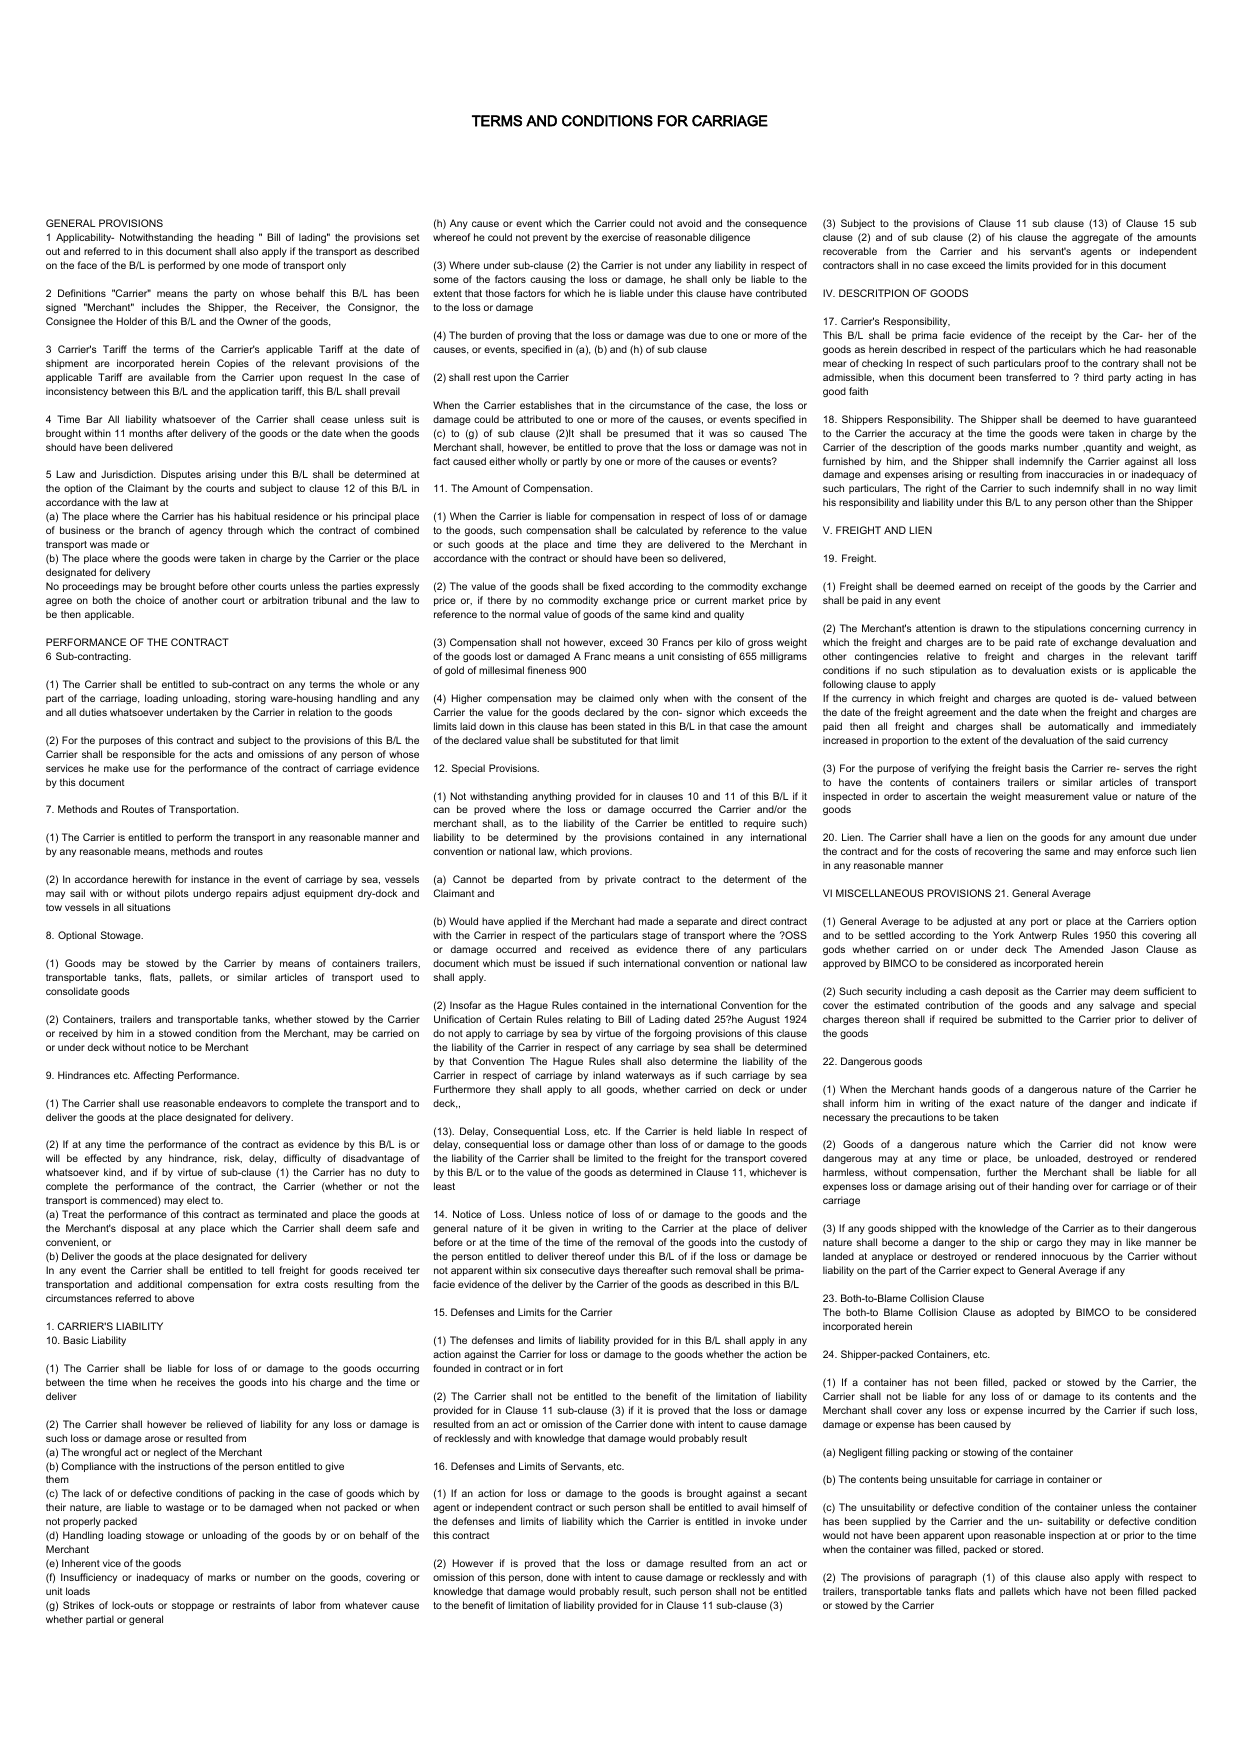 TERMS AND CONDITIONS FOR CARRIAGE
GENERAL PROVISIONS
1 Applicability- Notwithstanding the heading " Bill of lading" the provisions set
out and referred to in this document shall also apply if the transport as described
on the face of the B/L is performed by one mode of transport only
2 Definitions "Carrier" means the party on whose behalf this B/L has been
signed "Merchant" includes the Shipper, the Receiver, the Consignor, the
Consignee the Holder of this B/L and the Owner of the goods,
3 Carrier's Tariff the terms of the Carrier's applicable Tariff at the date of
shipment are incorporated herein Copies of the relevant provisions of the
applicable Tariff are available from the Carrier upon request In the case of
inconsistency between this B/L and the application tariff, this B/L shall prevail
4 Time Bar All liability whatsoever of the Carrier shall cease unless suit is
brought within 11 months after delivery of the goods or the date when the goods
should have been delivered
5 Law and Jurisdiction. Disputes arising under this B/L shall be determined at
the option of the Claimant by the courts and subject to clause 12 of this B/L in
accordance with the law at
(a) The place where the Carrier has his habitual residence or his principal place
of business or the branch of agency through which the contract of combined
transport was made or
(b) The place where the goods were taken in charge by the Carrier or the place
designated for delivery
No proceedings may be brought before other courts unless the parties expressly
agree on both the choice of another court or arbitration tribunal and the law to
be then applicable.
PERFORMANCE OF THE CONTRACT
6 Sub-contracting.
(1) The Carrier shall be entitled to sub-contract on any terms the whole or any
part of the carriage, loading unloading, storing ware-housing handling and any
and all duties whatsoever undertaken by the Carrier in relation to the goods
(2) For the purposes of this contract and subject to the provisions of this B/L the
Carrier shall be responsible for the acts and omissions of any person of whose
services he make use for the performance of the contract of carriage evidence
by this document
7. Methods and Routes of Transportation.
(1) The Carrier is entitled to perform the transport in any reasonable manner and
by any reasonable means, methods and routes
(2) In accordance herewith for instance in the event of carriage by sea, vessels
may sail with or without pilots undergo repairs adjust equipment dry-dock and
tow vessels in all situations
8. Optional Stowage.
(1) Goods may be stowed by the Carrier by means of containers trailers,
transportable tanks, flats, pallets, or similar articles of transport used to
consolidate goods
(2) Containers, trailers and transportable tanks, whether stowed by the Carrier
or received by him in a stowed condition from the Merchant, may be carried on
or under deck without notice to be Merchant
9. Hindrances etc. Affecting Performance.
(1) The Carrier shall use reasonable endeavors to complete the transport and to
deliver the goods at the place designated for delivery.
(2) If at any time the performance of the contract as evidence by this B/L is or
will be effected by any hindrance, risk, delay, difficulty of disadvantage of
whatsoever kind, and if by virtue of sub-clause (1) the Carrier has no duty to
complete the performance of the contract, the Carrier (whether or not the
transport is commenced) may elect to.
(a) Treat the performance of this contract as terminated and place the goods at
the Merchant's disposal at any place which the Carrier shall deem safe and
convenient, or
(b) Deliver the goods at the place designated for delivery
In any event the Carrier shall be entitled to tell freight for goods received ter
transportation and additional compensation for extra costs resulting from the
circumstances referred to above
1. CARRIER'S LIABILITY
10. Basic Liability
(1) The Carrier shall be liable for loss of or damage to the goods occurring
between the time when he receives the goods into his charge and the time or
deliver
(2) The Carrier shall however be relieved of liability for any loss or damage is
such loss or damage arose or resulted from
(a) The wrongful act or neglect of the Merchant
(b) Compliance with the instructions of the person entitled to give
them
(c) The lack of or defective conditions of packing in the case of goods which by
their nature, are liable to wastage or to be damaged when not packed or when
not properly packed
(d) Handling loading stowage or unloading of the goods by or on behalf of the
Merchant
(e) Inherent vice of the goods
(f) Insufficiency or inadequacy of marks or number on the goods, covering or
unit loads
(g) Strikes of lock-outs or stoppage or restraints of labor from whatever cause
whether partial or general
(h) Any cause or event which the Carrier could not avoid and the consequence
whereof he could not prevent by the exercise of reasonable diligence
(3) Where under sub-clause (2) the Carrier is not under any liability in respect of
some of the factors causing the loss or damage, he shall only be liable to the
extent that those factors for which he is liable under this clause have contributed
to the loss or damage
(4) The burden of proving that the loss or damage was due to one or more of the
causes, or events, specified in (a), (b) and (h) of sub clause
(2) shall rest upon the Carrier
When the Carrier establishes that in the circumstance of the case, the loss or
damage could be attributed to one or more of the causes, or events specified in
(c) to (g) of sub clause (2)It shall be presumed that it was so caused The
Merchant shall, however, be entitled to prove that the loss or damage was not in
fact caused either wholly or partly by one or more of the causes or events?
11. The Amount of Compensation.
(1) When the Carrier is liable for compensation in respect of loss of or damage
to the goods, such compensation shall be calculated by reference to the value
or such goods at the place and time they are delivered to the Merchant in
accordance with the contract or should have been so delivered,
(2) The value of the goods shall be fixed according to the commodity exchange
price or, if there by no commodity exchange price or current market price by
reference to the normal value of goods of the same kind and quality
(3) Compensation shall not however, exceed 30 Francs per kilo of gross weight
of the goods lost or damaged A Franc means a unit consisting of 655 milligrams
of gold of millesimal fineness 900
(4) Higher compensation may be claimed only when with the consent of the
Carrier the value for the goods declared by the con- signor which exceeds the
limits laid down in this clause has been stated in this B/L in that case the amount
of the declared value shall be substituted for that limit
12. Special Provisions.
(1) Not withstanding anything provided for in clauses 10 and 11 of this B/L if it
can be proved where the loss or damage occurred the Carrier and/or the
merchant shall, as to the liability of the Carrier be entitled to require such)
liability to be determined by the provisions contained in any international
convention or national law, which provions.
(a) Cannot be departed from by private contract to the determent of the
Claimant and
(b) Would have applied if the Merchant had made a separate and direct contract
with the Carrier in respect of the particulars stage of transport where the ?OSS
or damage occurred and received as evidence there of any particulars
document which must be issued if such international convention or national law
shall apply.
(2) Insofar as the Hague Rules contained in the international Convention for the
Unification of Certain Rules relating to Bill of Lading dated 25?he August 1924
do not apply to carriage by sea by virtue of the forgoing provisions of this clause
the liability of the Carrier in respect of any carriage by sea shall be determined
by that Convention The Hague Rules shall also determine the liability of the
Carrier in respect of carriage by inland waterways as if such carriage by sea
Furthermore they shall apply to all goods, whether carried on deck or under
deck,,
(13). Delay, Consequential Loss, etc. If the Carrier is held liable In respect of
delay, consequential loss or damage other than loss of or damage to the goods
the liability of the Carrier shall be limited to the freight for the transport covered
by this B/L or to the value of the goods as determined in Clause 11, whichever is
least
14. Notice of Loss. Unless notice of loss of or damage to the goods and the
general nature of it be given in writing to the Carrier at the place of deliver
before or at the time of the time of the removal of the goods into the custody of
the person entitled to deliver thereof under this B/L of if the loss or damage be
not apparent within six consecutive days thereafter such removal shall be prima-
facie evidence of the deliver by the Carrier of the goods as described in this B/L
15. Defenses and Limits for the Carrier
(1) The defenses and limits of liability provided for in this B/L shall apply in any
action against the Carrier for loss or damage to the goods whether the action be
founded in contract or in fort
(2) The Carrier shall not be entitled to the benefit of the limitation of liability
provided for in Clause 11 sub-clause (3) if it is proved that the loss or damage
resulted from an act or omission of the Carrier done with intent to cause damage
of recklessly and with knowledge that damage would probably result
16. Defenses and Limits of Servants, etc.
(1) If an action for loss or damage to the goods is brought against a secant
agent or independent contract or such person shall be entitled to avail himself of
the defenses and limits of liability which the Carrier is entitled in invoke under
this contract
(2) However if is proved that the loss or damage resulted from an act or
omission of this person, done with intent to cause damage or recklessly and with
knowledge that damage would probably result, such person shall not be entitled
to the benefit of limitation of liability provided for in Clause 11 sub-clause (3)
(3) Subject to the provisions of Clause 11 sub clause (13) of Clause 15 sub
clause (2) and of sub clause (2) of his clause the aggregate of the amounts
recoverable from the Carrier and his servant's agents or independent
contractors shall in no case exceed the limits provided for in this document
IV. DESCRITPION OF GOODS
17. Carrier's Responsibility,
This B/L shall be prima facie evidence of the receipt by the Car- her of the
goods as herein described in respect of the particulars which he had reasonable
mear of checking In respect of such particulars proof to the contrary shall not be
admissible, when this document been transferred to ? third party acting in has
good faith
18. Shippers Responsibility. The Shipper shall be deemed to have guaranteed
to the Carrier the accuracy at the time the goods were taken in charge by the
Carrier of the description of the goods marks number ,quantity and weight, as
furnished by him, and the Shipper shall indemnify the Carrier against all loss
damage and expenses arising or resulting from inaccuracies in or inadequacy of
such particulars, The right of the Carrier to such indemnify shall in no way limit
his responsibility and liability under this B/L to any person other than the Shipper
V. FREIGHT AND LIEN
19. Freight.
(1) Freight shall be deemed earned on receipt of the goods by the Carrier and
shall be paid in any event
(2) The Merchant's attention is drawn to the stipulations concerning currency in
which the freight and charges are to be paid rate of exchange devaluation and
other contingencies relative to freight and charges in the relevant tariff
conditions if no such stipulation as to devaluation exists or is applicable the
following clause to apply
If the currency in which freight and charges are quoted is de- valued between
the date of the freight agreement and the date when the freight and charges are
paid then all freight and charges shall be automatically and immediately
increased in proportion to the extent of the devaluation of the said currency
(3) For the purpose of verifying the freight basis the Carrier re- serves the right
to have the contents of containers trailers or similar articles of transport
inspected in order to ascertain the weight measurement value or nature of the
goods
20. Lien. The Carrier shall have a lien on the goods for any amount due under
the contract and for the costs of recovering the same and may enforce such lien
in any reasonable manner
VI MISCELLANEOUS PROVISIONS 21. General Average
(1) General Average to be adjusted at any port or place at the Carriers option
and to be settled according to the York Antwerp Rules 1950 this covering all
gods whether carried on or under deck The Amended Jason Clause as
approved by BIMCO to be considered as incorporated herein
(2) Such security including a cash deposit as the Carrier may deem sufficient to
cover the estimated contribution of the goods and any salvage and special
charges thereon shall if required be submitted to the Carrier prior to deliver of
the goods
22. Dangerous goods
(1) When the Merchant hands goods of a dangerous nature of the Carrier he
shall inform him in writing of the exact nature of the danger and indicate if
necessary the precautions to be taken
(2) Goods of a dangerous nature which the Carrier did not know were
dangerous may at any time or place, be unloaded, destroyed or rendered
harmless, without compensation, further the Merchant shall be liable for all
expenses loss or damage arising out of their handing over for carriage or of their
carriage
(3) If any goods shipped with the knowledge of the Carrier as to their dangerous
nature shall become a danger to the ship or cargo they may in like manner be
landed at anyplace or destroyed or rendered innocuous by the Carrier without
liability on the part of the Carrier expect to General Average if any
23. Both-to-Blame Collision Clause
The both-to Blame Collision Clause as adopted by BIMCO to be considered
incorporated herein
24. Shipper-packed Containers, etc.
(1) If a container has not been filled, packed or stowed by the Carrier, the
Carrier shall not be liable for any loss of or damage to its contents and the
Merchant shall cover any loss or expense incurred by the Carrier if such loss,
damage or expense has been caused by
(a) Negligent filling packing or stowing of the container
(b) The contents being unsuitable for carriage in container or
(c) The unsuitability or defective condition of the container unless the container
has been supplied by the Carrier and the un- suitability or defective condition
would not have been apparent upon reasonable inspection at or prior to the time
when the container was filled, packed or stored.
(2) The provisions of paragraph (1) of this clause also apply with respect to
trailers, transportable tanks flats and pallets which have not been filled packed
or stowed by the Carrier